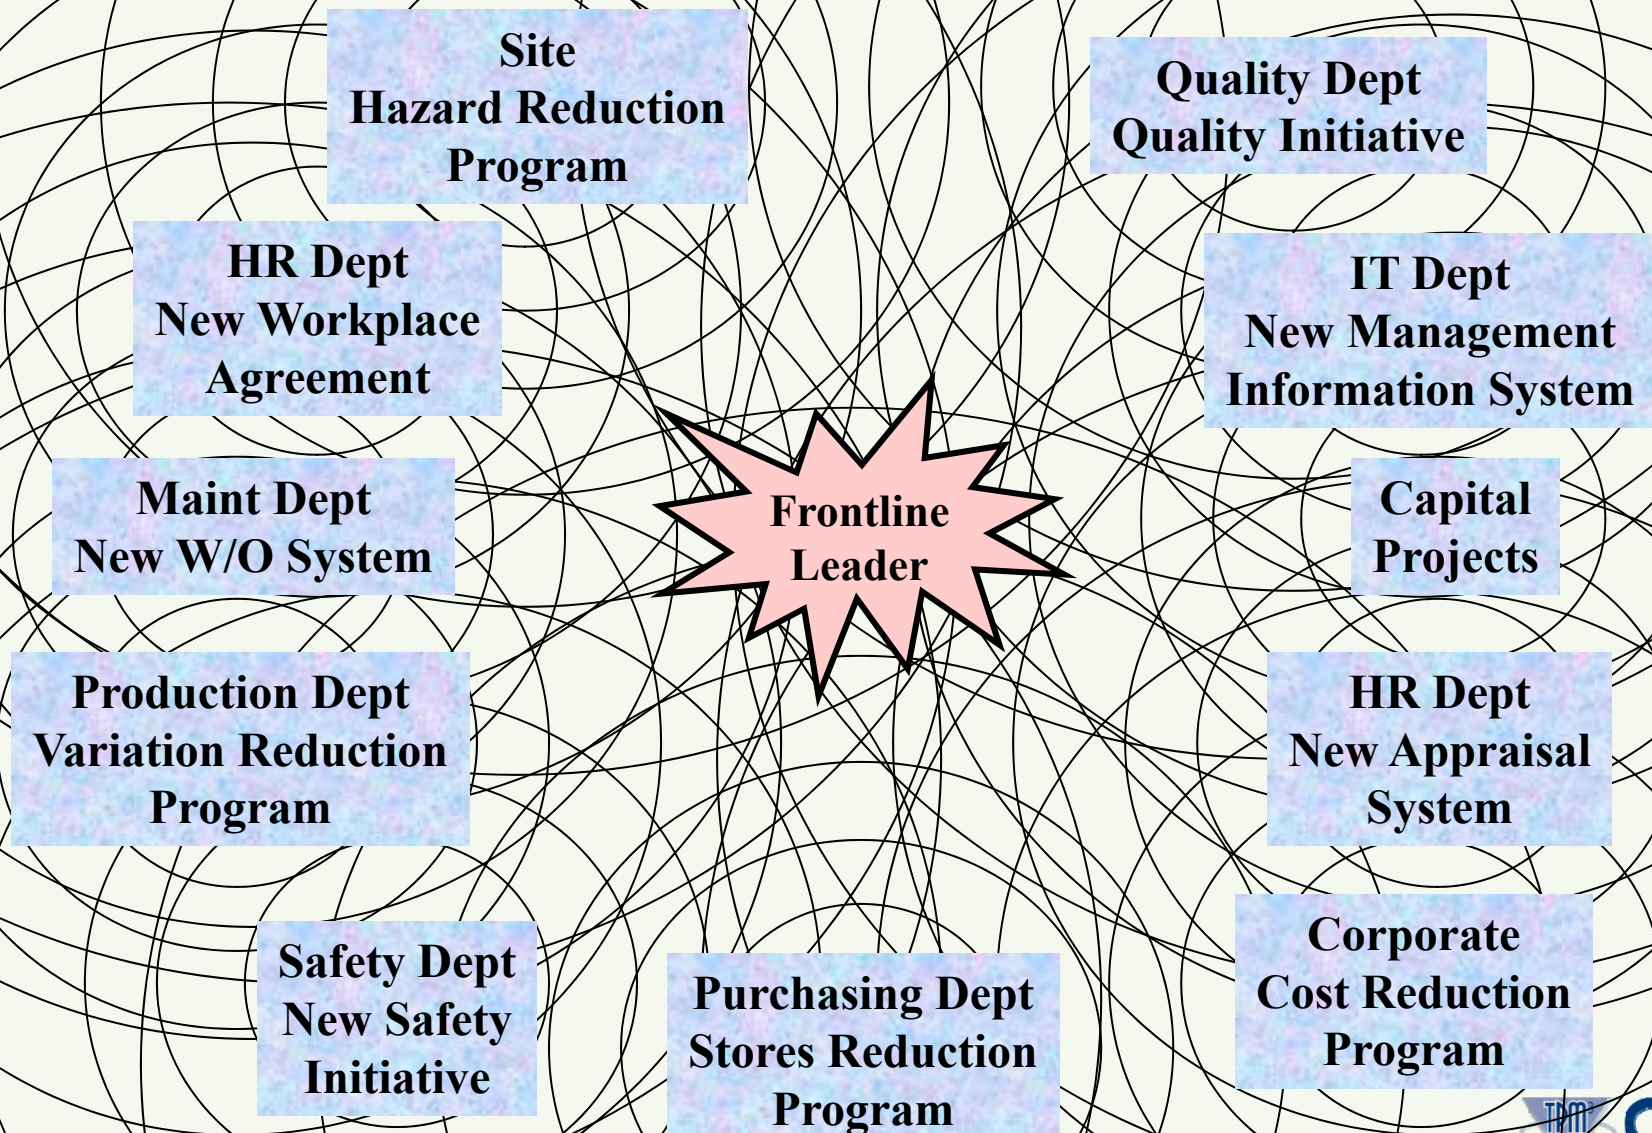 Site
Hazard Reduction
Program
Quality Dept
Quality Initiative
HR Dept
New Workplace
Agreement
IT Dept
New Management
Information System
Maint Dept
New W/O System
Frontline
Leader
Capital
Projects
Production Dept
Variation Reduction
Program
HR Dept
New Appraisal
System
Safety Dept
New Safety
Initiative
Purchasing Dept
Stores Reduction
Program
Corporate
Cost Reduction
Program
TPM³